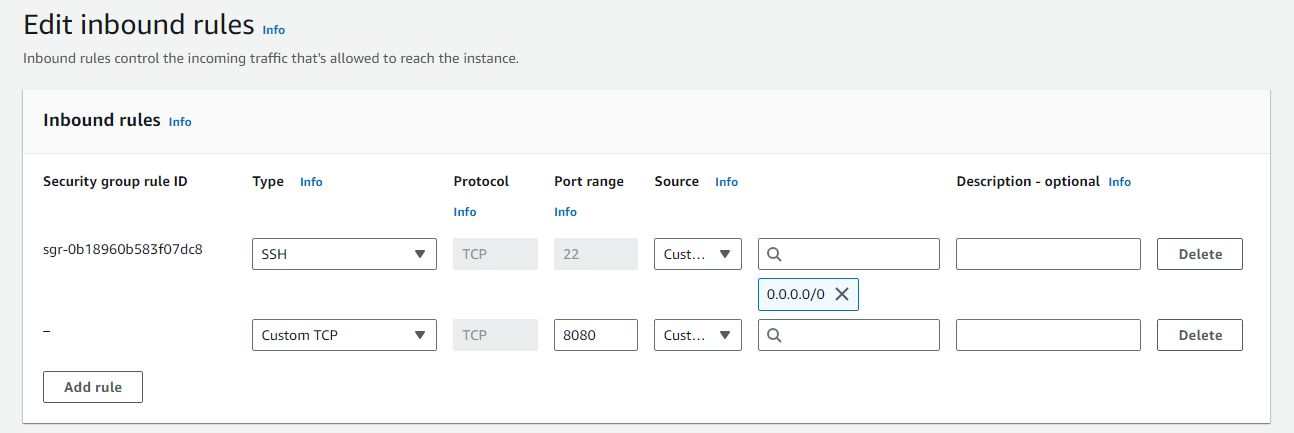 Edit inbound rules Info
Inbound rules control the incoming traffic that's allowed to reach the instance.
Inbound rules Info
Security group rule ID Type Info Protocol Info Port range Info Source Info Description - optional Info
sgr-0b18960b583f07dc8 SSH TCP 22 Cust... Delete
0.0.0.0/0
– Custom TCP TCP 8080 Cust... Delete
Add rule